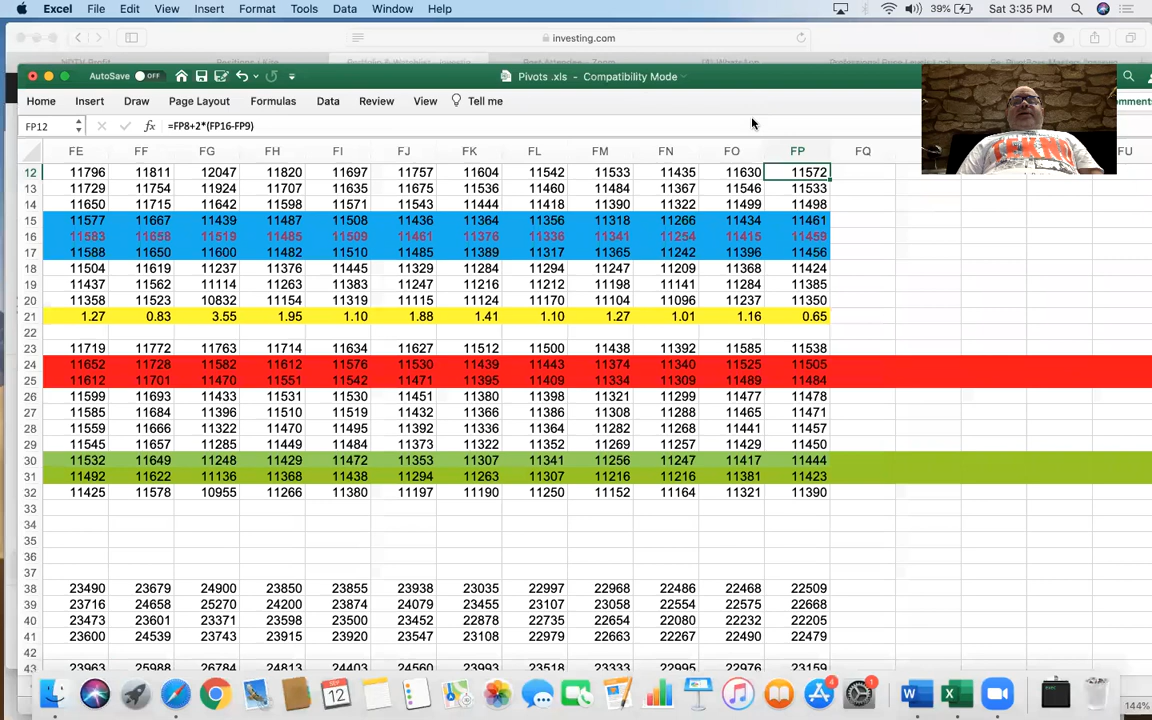 Excel File Edit View Insert Format Tools Data Window Help 39% Sat 3:35 PM
investing.com
AutoSave OFF Pivots .xls - Compatibility Mode
Home Insert Draw Page Layout Formulas Data Review View Tell me
FP12 fx =FP8+2*(FP16-FP9)
FE FF FG FH FI FJ FK FL FM FN FO FP FQ FU
12 11796 11811 12047 11820 11697 11757 11604 11542 11533 11435 11630 11572
13 11729 11754 11924 11707 11635 11675 11536 11460 11484 11367 11546 11533
14 11650 11715 11642 11598 11571 11543 11444 11418 11390 11322 11499 11498
15 11577 11667 11439 11487 11508 11436 11364 11356 11318 11266 11434 11461
16 11583 11658 11519 11485 11509 11461 11376 11336 11341 11254 11415 11459
17 11588 11650 11600 11482 11510 11485 11389 11317 11365 11242 11396 11456
18 11504 11619 11237 11376 11445 11329 11284 11294 11247 11209 11368 11424
19 11437 11562 11114 11263 11383 11247 11216 11212 11198 11141 11284 11385
20 11358 11523 10832 11154 11319 11115 11124 11170 11104 11096 11237 11350
21 1.27 0.83 3.55 1.95 1.10 1.88 1.41 1.10 1.27 1.01 1.16 0.65
22
23 11719 11772 11763 11714 11634 11627 11512 11500 11438 11392 11585 11538
24 11652 11728 11582 11612 11576 11530 11439 11443 11374 11340 11525 11505
25 11612 11701 11470 11551 11542 11471 11395 11409 11334 11309 11489 11484
26 11599 11693 11433 11531 11530 11451 11380 11398 11321 11299 11477 11478
27 11585 11684 11396 11510 11519 11432 11366 11386 11308 11288 11465 11471
28 11559 11666 11322 11470 11495 11392 11336 11364 11282 11268 11441 11457
29 11545 11657 11285 11449 11484 11373 11322 11352 11269 11257 11429 11450
30 11532 11649 11248 11429 11472 11353 11307 11341 11256 11247 11417 11444
31 11492 11622 11136 11368 11438 11294 11263 11307 11216 11216 11381 11423
32 11425 11578 10955 11266 11380 11197 11190 11250 11152 11164 11321 11390
33
34
35
36
37
38 23490 23679 24900 23850 23855 23938 23035 22997 22968 22486 22468 22509
39 23716 24658 25270 24200 23874 24079 23455 23107 23058 22554 22575 22668
40 23473 23601 23371 23598 23500 23452 22878 22735 22654 22080 22232 22205
41 23600 24539 23743 23915 23920 23547 23108 22979 22663 22267 22490 22479
42
43 23963 25988 26784 24813 24403 24560 23993 23518 23333 22995 22976 23159
SEP 12 4 1
144%